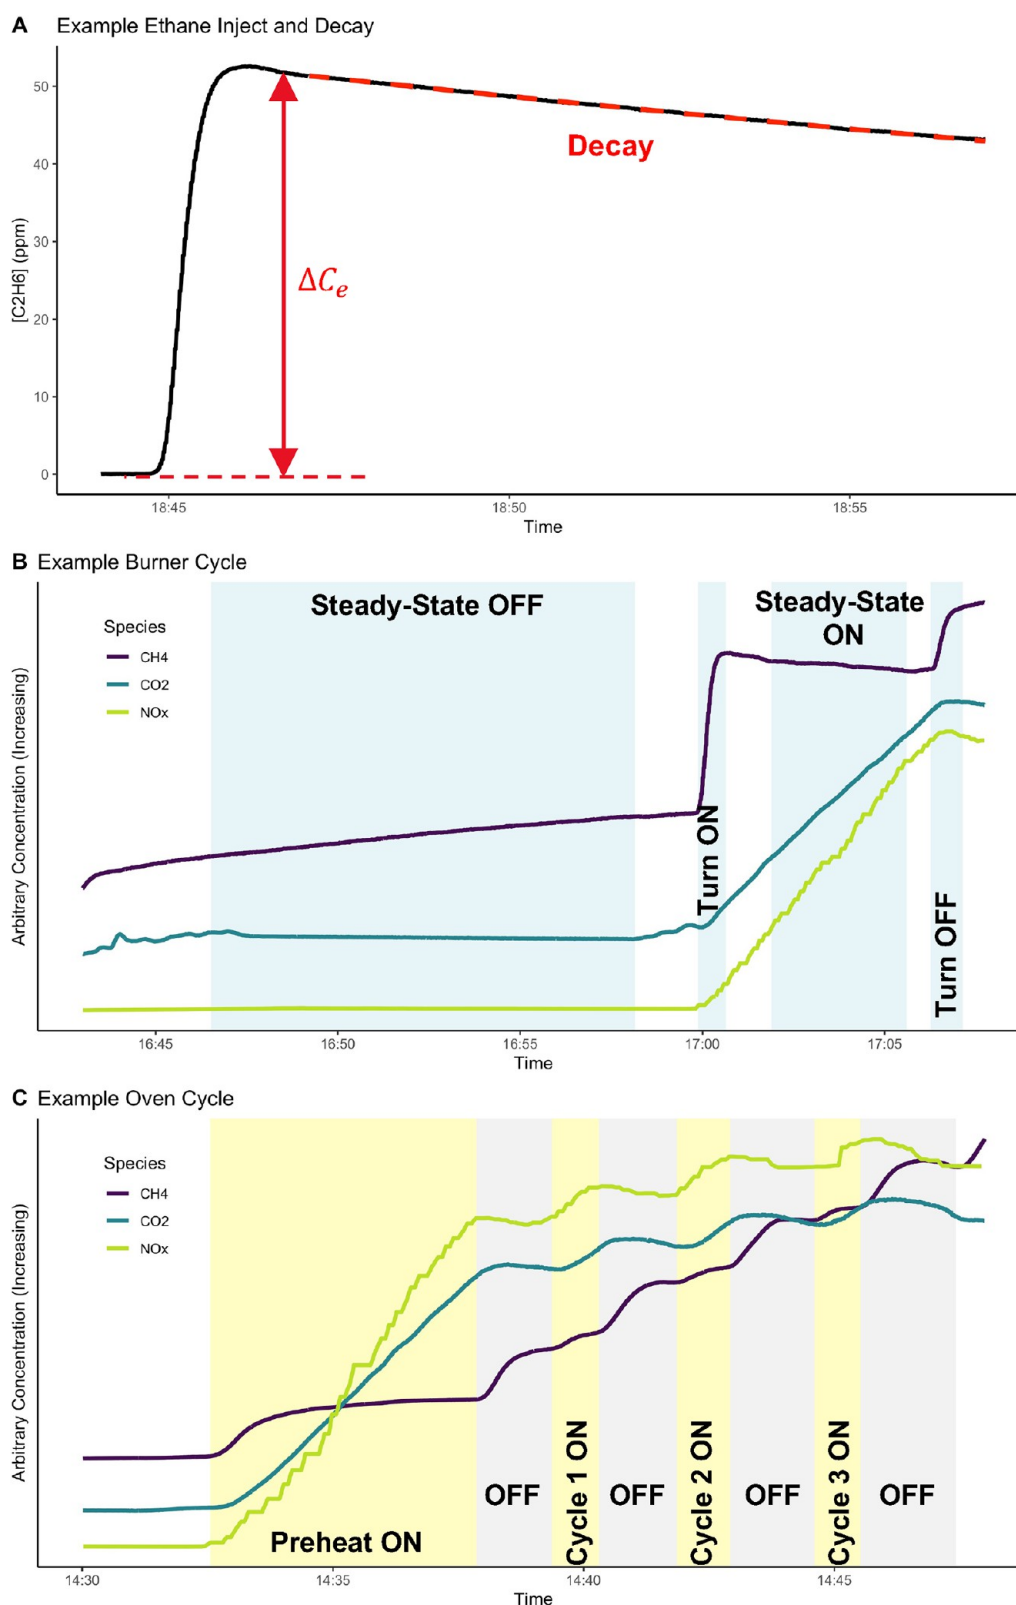 A Example Ethane Inject and Decay
[C2H6] (ppm)
50
40
30
20
10
0
Decay
ΔCₑ
18:45 18:50 18:55
Time
B Example Burner Cycle
Arbitrary Concentration (Increasing)
Species
CH4
CO2
NOx
Steady-State OFF
Turn ON
Steady-State
ON
Turn OFF
16:45 16:50 16:55 17:00 17:05
Time
C Example Oven Cycle
Arbitrary Concentration (Increasing)
Species
CH4
CO2
NOx
Preheat ON
OFF
Cycle 1 ON
OFF
Cycle 2 ON
OFF
Cycle 3 ON
OFF
14:30 14:35 14:40 14:45
Time